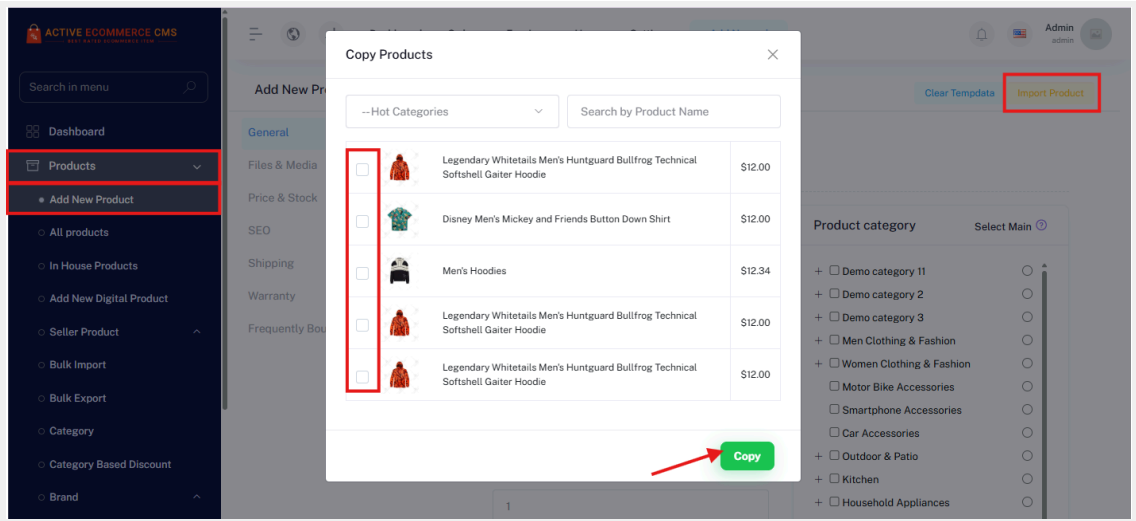 ACTIVE ECOMMERCE CMS
BEST RATED ECOMMERCE ITEM
Search in menu
Dashboard
Products
Add New Product
All products
In House Products
Add New Digital Product
Seller Product
Bulk Import
Bulk Export
Category
Category Based Discount
Brand
Admin
admin
Add New Pr
Clear Tempdata
Import Product
General
Files & Media
Price & Stock
SEO
Shipping
Warranty
Frequently Bou
Copy Products
--Hot Categories
Search by Product Name
Legendary Whitetails Men's Huntguard Bullfrog Technical
Softshell Gaiter Hoodie
$12.00
Disney Men's Mickey and Friends Button Down Shirt
$12.00
Men's Hoodies
$12.34
Legendary Whitetails Men's Huntguard Bullfrog Technical
Softshell Gaiter Hoodie
$12.00
Legendary Whitetails Men's Huntguard Bullfrog Technical
Softshell Gaiter Hoodie
$12.00
Copy
1
Product category
Select Main
Demo category 11
Demo category 2
Demo category 3
Men Clothing & Fashion
Women Clothing & Fashion
Motor Bike Accessories
Smartphone Accessories
Car Accessories
Outdoor & Patio
Kitchen
Household Appliances